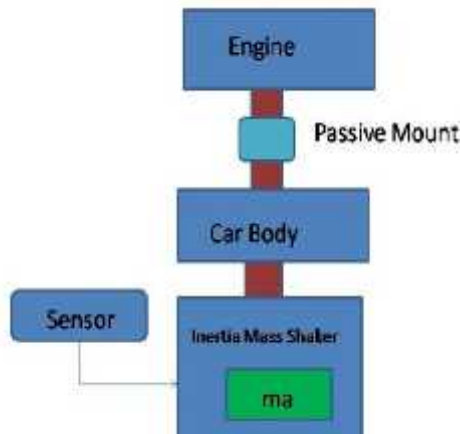 Engine
Passive Mount
Car Body
Sensor
Inertia Mass Shaker
ma